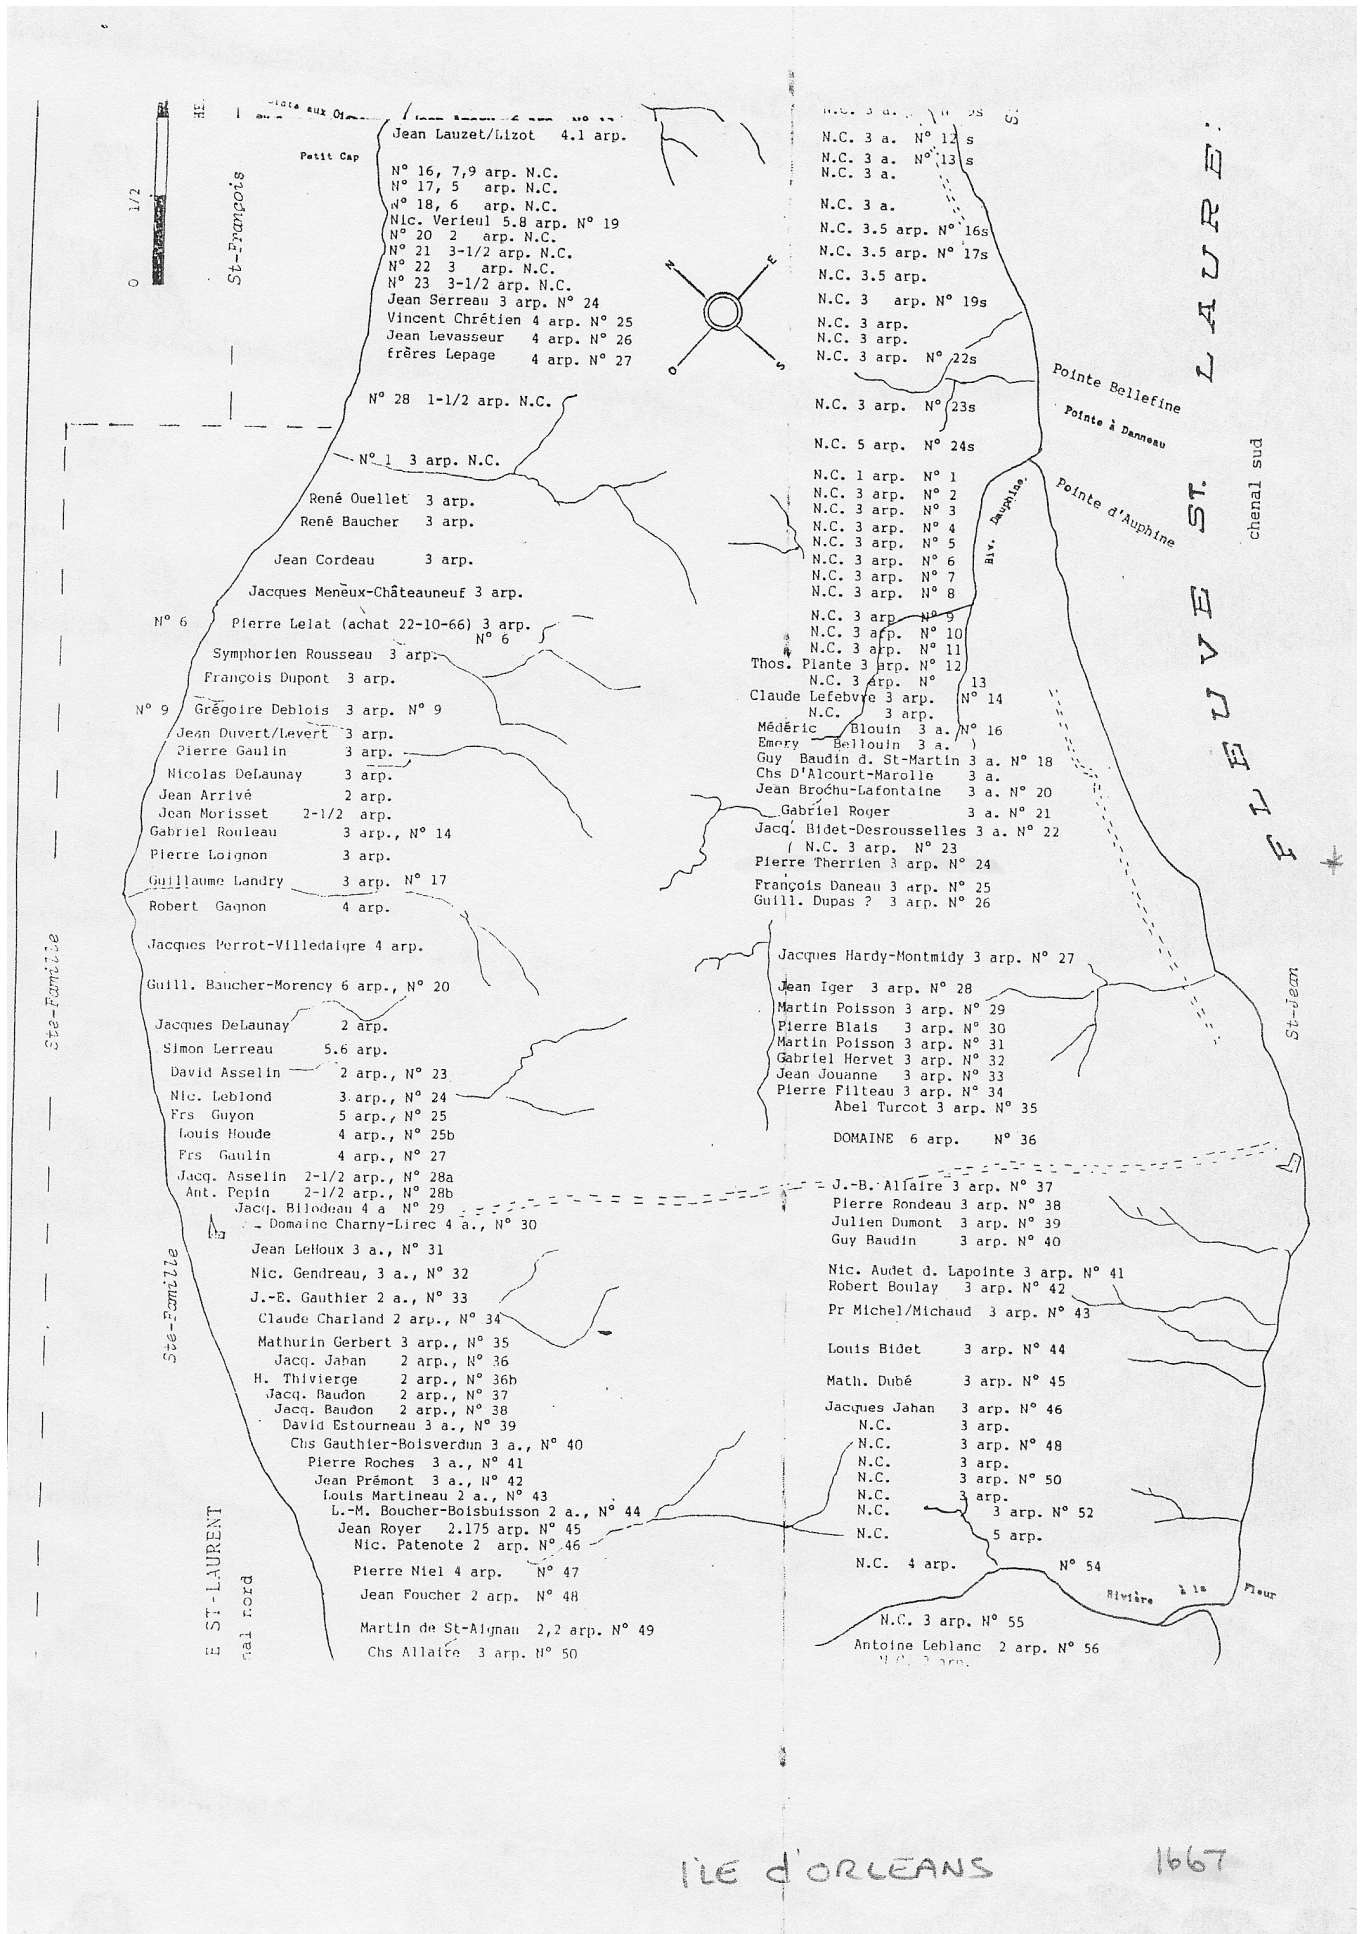 0 1/2
St-François
Petit Cap
Jean Lauzet/Lizot 4.1 arp.
N° 16, 7,9 arp. N.C.
N° 17, 5 arp. N.C.
N° 18, 6 arp. N.C.
Nic. Verieul 5.8 arp. N° 19
N° 20 2 arp. N.C.
N° 21 3-1/2 arp. N.C.
N° 22 3 arp. N.C.
N° 23 3-1/2 arp. N.C.
Jean Serreau 3 arp. N° 24
Vincent Chrétien 4 arp. N° 25
Jean Levasseur 4 arp. N° 26
frères Lepage 4 arp. N° 27
N° 28 1-1/2 arp. N.C.
N° 1 3 arp. N.C.
René Ouellet 3 arp.
René Baucher 3 arp.
Jean Cordeau 3 arp.
Jacques Meneux-Châteauneuf 3 arp.
N° 6 Pierre Lelat (achat 22-10-66) 3 arp.
N° 6
Symphorien Rousseau 3 arp.
François Dupont 3 arp.
N° 9 Grégoire Deblois 3 arp. N° 9
Jean Duvert/Levert 3 arp.
Pierre Gaulin 3 arp.
Nicolas DeLaunay 3 arp.
Jean Arrivé 2 arp.
Jean Morisset 2-1/2 arp.
Gabriel Rouleau 3 arp., N° 14
Pierre Loignon 3 arp.
Guillaume Landry 3 arp. N° 17
Robert Gagnon 4 arp.
Jacques Perrot-Villedaigre 4 arp.
Guill. Baucher-Morency 6 arp., N° 20
Jacques DeLaunay 2 arp.
Simon Lerreau 5.6 arp.
David Asselin 2 arp., N° 23
Nic. Leblond 3 arp., N° 24
Frs Guyon 5 arp., N° 25
Louis Houde 4 arp., N° 25b
Frs Gaulin 4 arp., N° 27
Jacq. Asselin 2-1/2 arp., N° 28a
Ant. Pepin 2-1/2 arp., N° 28b
Jacq. Bilodeau 4 a N° 29
Domaine Charny-Lirec 4 a., N° 30
Jean LeHoux 3 a., N° 31
Nic. Gendreau, 3 a., N° 32
J.-E. Gauthier 2 a., N° 33
Claude Charland 2 arp., N° 34
Mathurin Gerbert 3 arp., N° 35
Jacq. Jahan 2 arp., N° 36
H. Thivierge 2 arp., N° 36b
Jacq. Baudon 2 arp., N° 37
Jacq. Baudon 2 arp., N° 38
David Estourneau 3 a., N° 39
Chs Gauthier-Boisverdun 3 a., N° 40
Pierre Roches 3 a., N° 41
Jean Prémont 3 a., N° 42
Louis Martineau 2 a., N° 43
L.-M. Boucher-Boisbuisson 2 a., N° 44
Jean Royer 2.175 arp. N° 45
Nic. Patenote 2 arp. N° 46
Pierre Niel 4 arp. N° 47
Jean Foucher 2 arp. N° 48
Martin de St-Aignau 2,2 arp. N° 49
Chs Allaire 3 arp. N° 50
Ste-Famille
Ste-Famille
E ST-LAURENT
nal nord
N E S O
N.C. 3 a. N° 12 s
N.C. 3 a. N° 13 s
N.C. 3 a.
N.C. 3 a.
N.C. 3.5 arp. N° 16s
N.C. 3.5 arp. N° 17s
N.C. 3.5 arp.
N.C. 3 arp. N° 19s
N.C. 3 arp.
N.C. 3 arp.
N.C. 3 arp. N° 22s
N.C. 3 arp. N° 23s
N.C. 5 arp. N° 24s
N.C. 1 arp. N° 1
N.C. 3 arp. N° 2
N.C. 3 arp. N° 3
N.C. 3 arp. N° 4
N.C. 3 arp. N° 5
N.C. 3 arp. N° 6
N.C. 3 arp. N° 7
N.C. 3 arp. N° 8
N.C. 3 arp. N° 9
N.C. 3 arp. N° 10
N.C. 3 arp. N° 11
Thos. Plante 3 arp. N° 12
N.C. 3 arp. N° 13
Claude Lefebvre 3 arp. N° 14
N.C. 3 arp.
Médéric Blouin 3 a. N° 16
Emery Bellouin 3 a.
Guy Baudin d. St-Martin 3 a. N° 18
Chs D'Alcourt-Marolle 3 a.
Jean Brochu-Lafontaine 3 a. N° 20
Gabriel Roger 3 a. N° 21
Jacq. Bidet-Desrousselles 3 a. N° 22
N.C. 3 arp. N° 23
Pierre Therrien 3 arp. N° 24
François Daneau 3 arp. N° 25
Guill. Dupas ? 3 arp. N° 26
Jacques Hardy-Montmidy 3 arp. N° 27
Jean Iger 3 arp. N° 28
Martin Poisson 3 arp. N° 29
Pierre Blais 3 arp. N° 30
Martin Poisson 3 arp. N° 31
Gabriel Hervet 3 arp. N° 32
Jean Jouanne 3 arp. N° 33
Pierre Filteau 3 arp. N° 34
Abel Turcot 3 arp. N° 35
DOMAINE 6 arp. N° 36
J.-B. Allaire 3 arp. N° 37
Pierre Rondeau 3 arp. N° 38
Julien Dumont 3 arp. N° 39
Guy Baudin 3 arp. N° 40
Nic. Audet d. Lapointe 3 arp. N° 41
Robert Boulay 3 arp. N° 42
Pr Michel/Michaud 3 arp. N° 43
Louis Bidet 3 arp. N° 44
Math. Dubé 3 arp. N° 45
Jacques Jahan 3 arp. N° 46
N.C. 3 arp.
N.C. 3 arp. N° 48
N.C. 3 arp.
N.C. 3 arp. N° 50
N.C. 3 arp.
N.C. 3 arp. N° 52
N.C. 5 arp.
N.C. 4 arp. N° 54
N.C. 3 arp. N° 55
Antoine Leblanc 2 arp. N° 56
Rivière à la Fleur
Riv. Dauphine
Pointe Bellefine
Pointe à Danneau
Pointe d'Auphine
chenal sud
FLEUVE ST. LAURE
St-Jean
ILE d'ORLEANS 1667